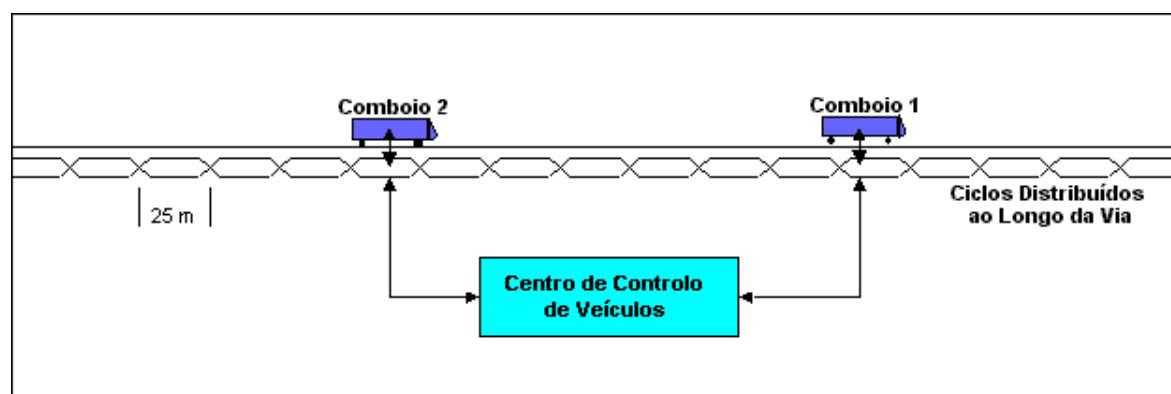 Comboio 2
Comboio 1
25 m
Ciclos Distribuídos
ao Longo da Via
Centro de Controlo
de Veículos